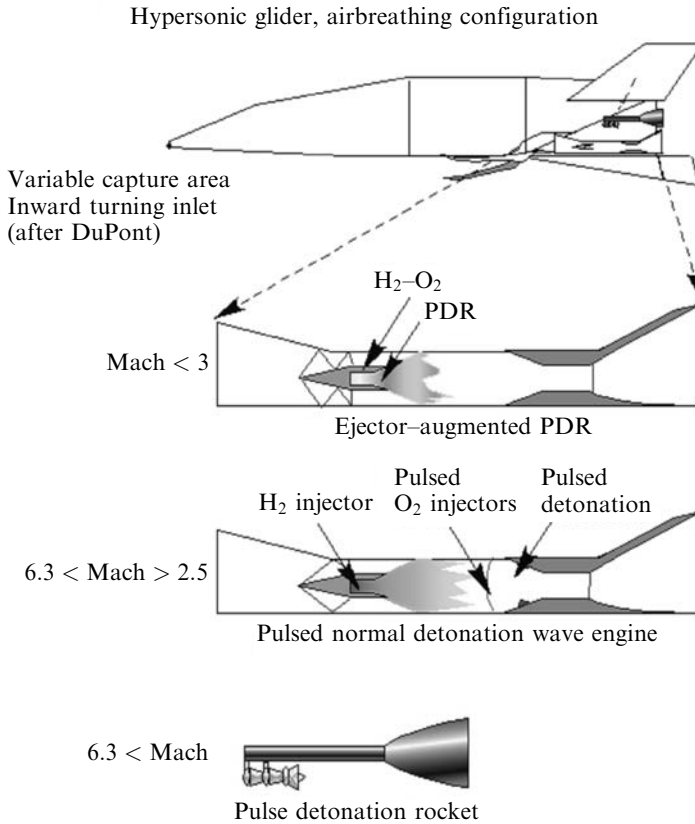 Hypersonic glider, airbreathing configuration
Variable capture area
Inward turning inlet
(after DuPont)
H₂–O₂
PDR
Mach < 3
Ejector–augmented PDR
Pulsed
O₂ injectors
Pulsed
detonation
H₂ injector
6.3 < Mach > 2.5
Pulsed normal detonation wave engine
6.3 < Mach
Pulse detonation rocket